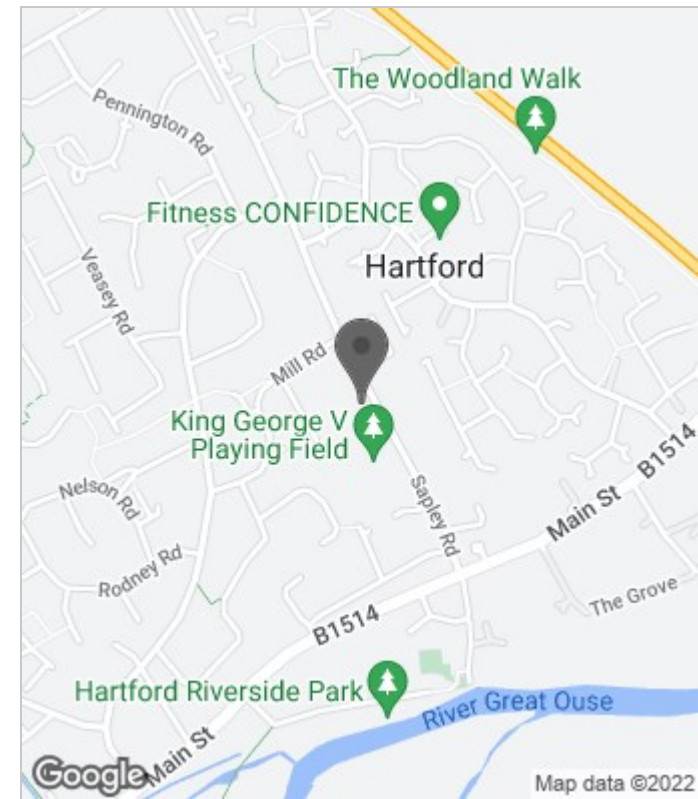 The Woodland Walk
Pennington Rd
Fitness CONFIDENCE
Hartford
Veasey Rd
Mill Rd
King George V
Playing Field
B1514
Main St
Nelson Rd
Sapley Rd
Rodney Rd
The Grove
B1514
Hartford Riverside Park
River Great Ouse
Main St
Google
Map data ©2022